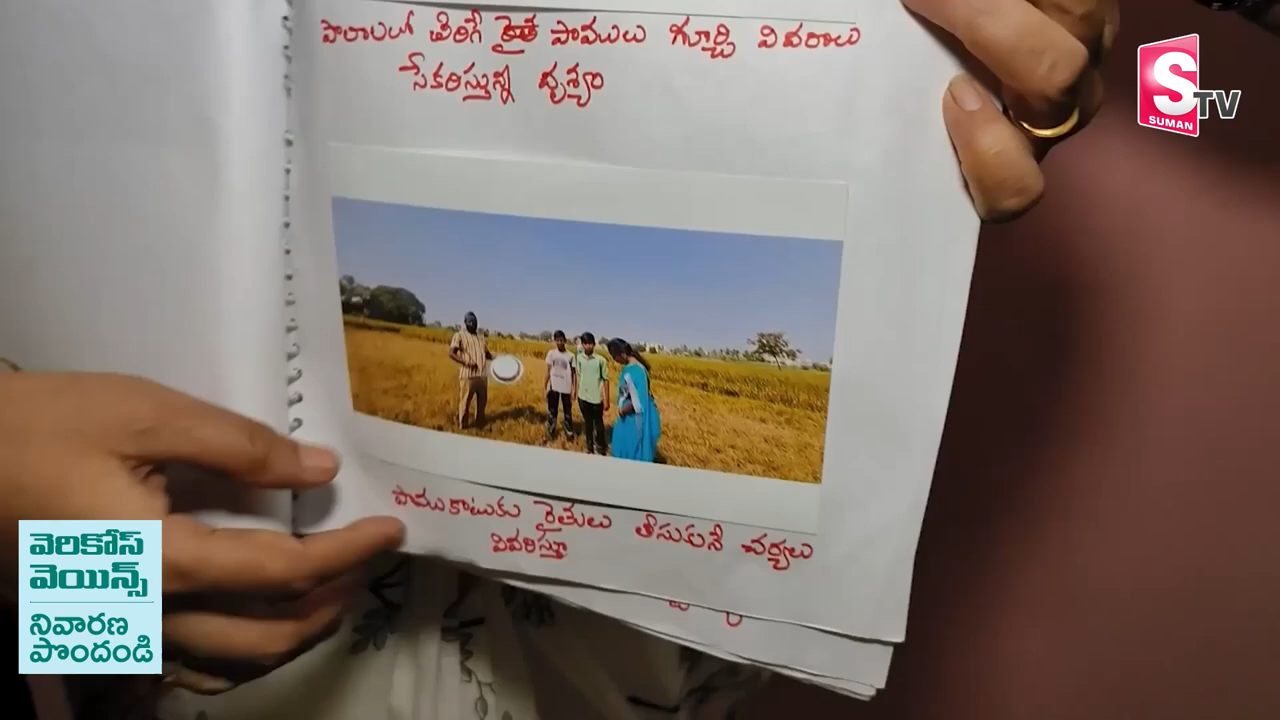 పొలాలలో తిరిగే పాములు గూర్చి వివరాలు
సేకరిస్తున్న దృశ్యం
పాము కాటుకు రైతులు తీసుకునే చర్యలు
వివరిస్తూ
S
TV
SUMAN
వెరికోస్
వెయిన్స్
నివారణ
పొందండి